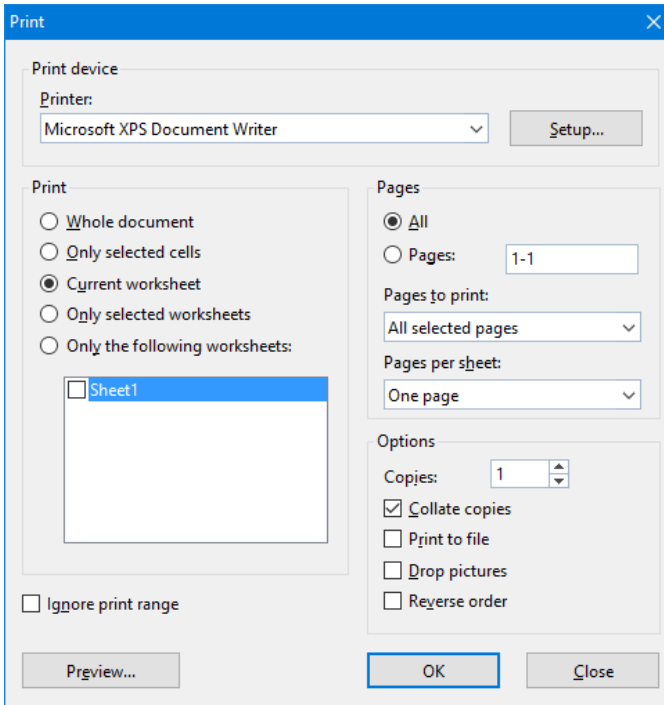 Print
Print device
Printer:
Microsoft XPS Document Writer
Setup...
Print
Whole document
Only selected cells
Current worksheet
Only selected worksheets
Only the following worksheets:
Sheet1
Ignore print range
Pages
All
Pages: 1-1
Pages to print:
All selected pages
Pages per sheet:
One page
Options
Copies: 1
Collate copies
Print to file
Drop pictures
Reverse order
Preview...
OK
Close